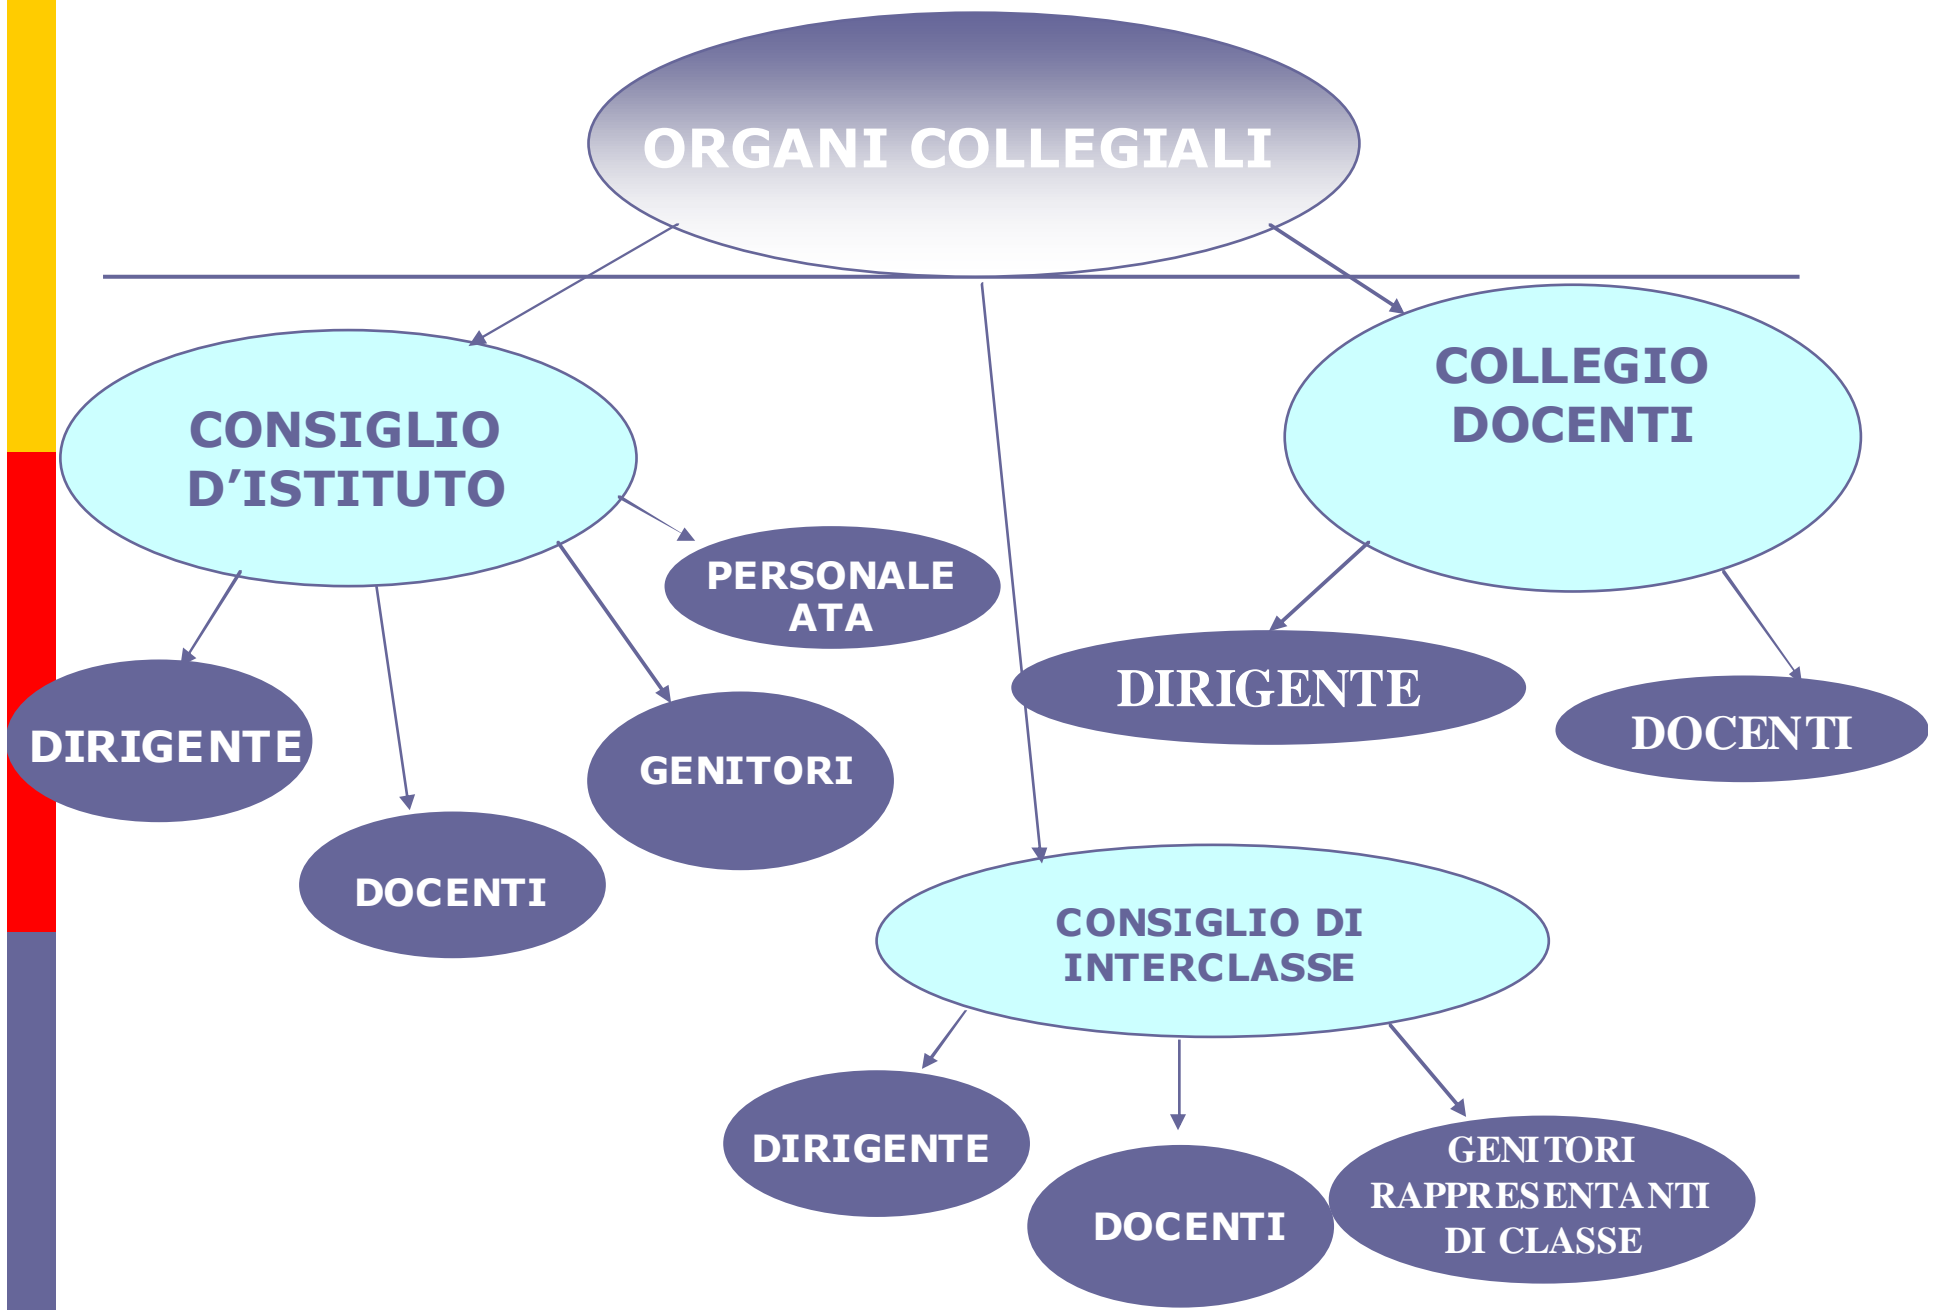 ORGANI COLLEGIALI
CONSIGLIO
D’ISTITUTO
COLLEGIO
DOCENTI
PERSONALE
ATA
DIRIGENTE
GENITORI
DOCENTI
DIRIGENTE
DOCENTI
CONSIGLIO DI
INTERCLASSE
DIRIGENTE
DOCENTI
GENITORI
RAPPRESENTANTI
DI CLASSE